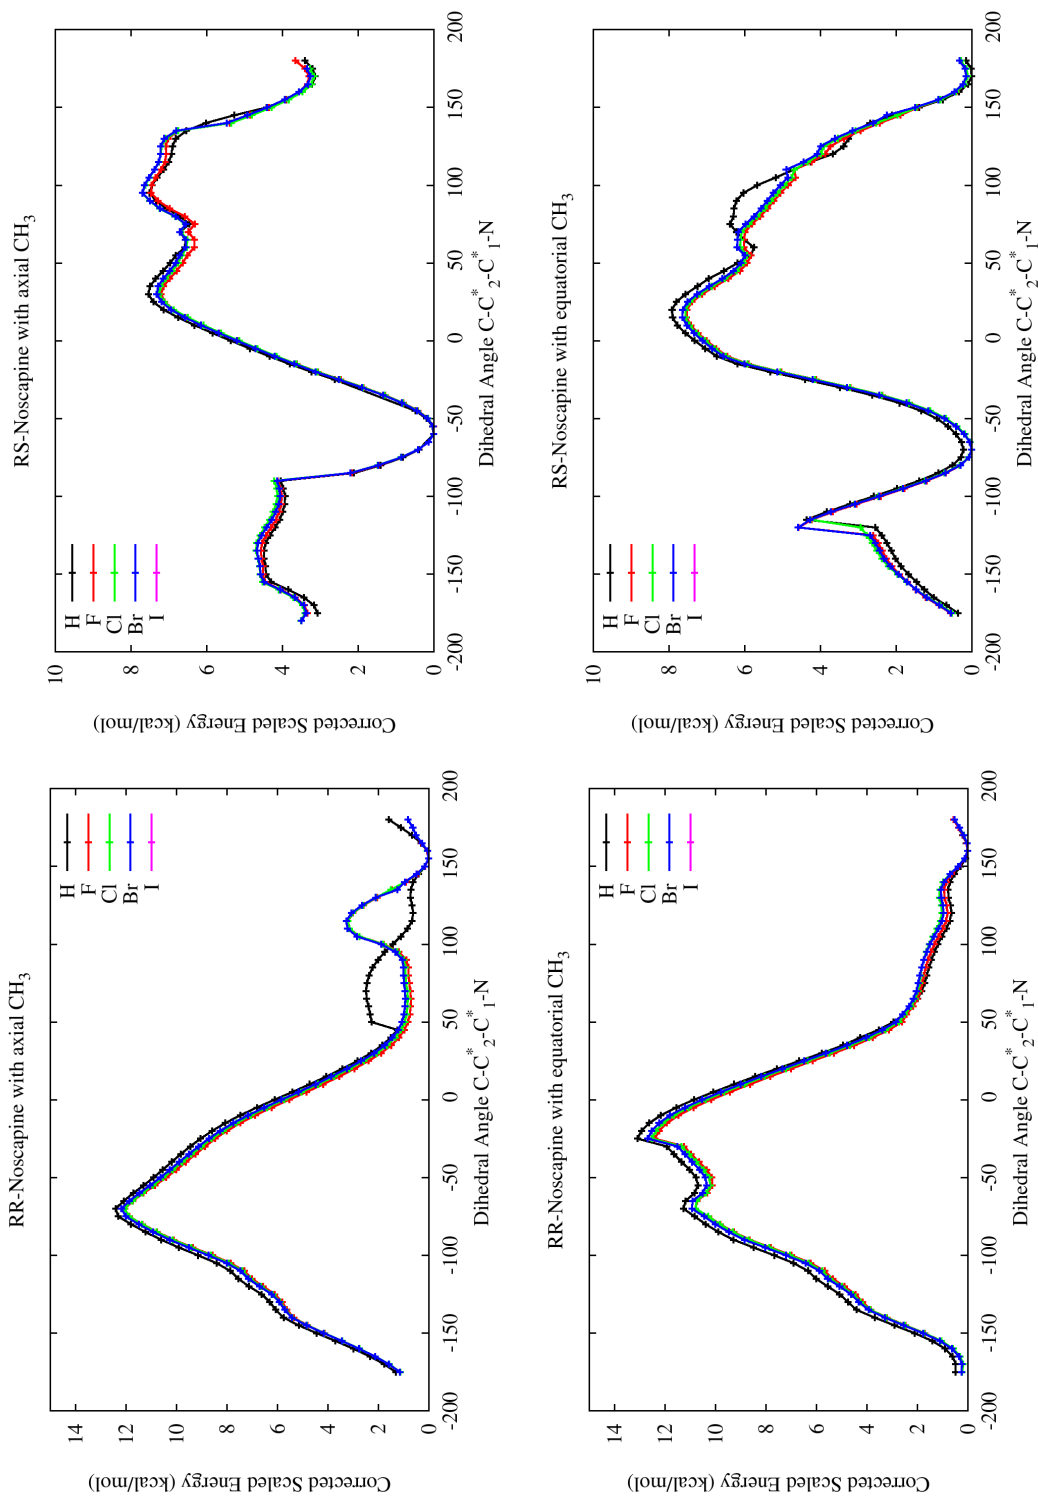 RR-Noscapine with axial CH₃
Corrected Scaled Energy (kcal/mol)
14
12
10
8
6
4
2
0
-200 -150 -100 -50 0 50 100 150 200
Dihedral Angle C-C*₂-C*₁-N
H
F
Cl
Br
I
RS-Noscapine with axial CH₃
Corrected Scaled Energy (kcal/mol)
10
8
6
4
2
0
-200 -150 -100 -50 0 50 100 150 200
Dihedral Angle C-C*₂-C*₁-N
H
F
Cl
Br
I
RR-Noscapine with equatorial CH₃
Corrected Scaled Energy (kcal/mol)
14
12
10
8
6
4
2
0
-200 -150 -100 -50 0 50 100 150 200
Dihedral Angle C-C*₂-C*₁-N
H
F
Cl
Br
I
RS-Noscapine with equatorial CH₃
Corrected Scaled Energy (kcal/mol)
10
8
6
4
2
0
-200 -150 -100 -50 0 50 100 150 200
Dihedral Angle C-C*₂-C*₁-N
H
F
Cl
Br
I